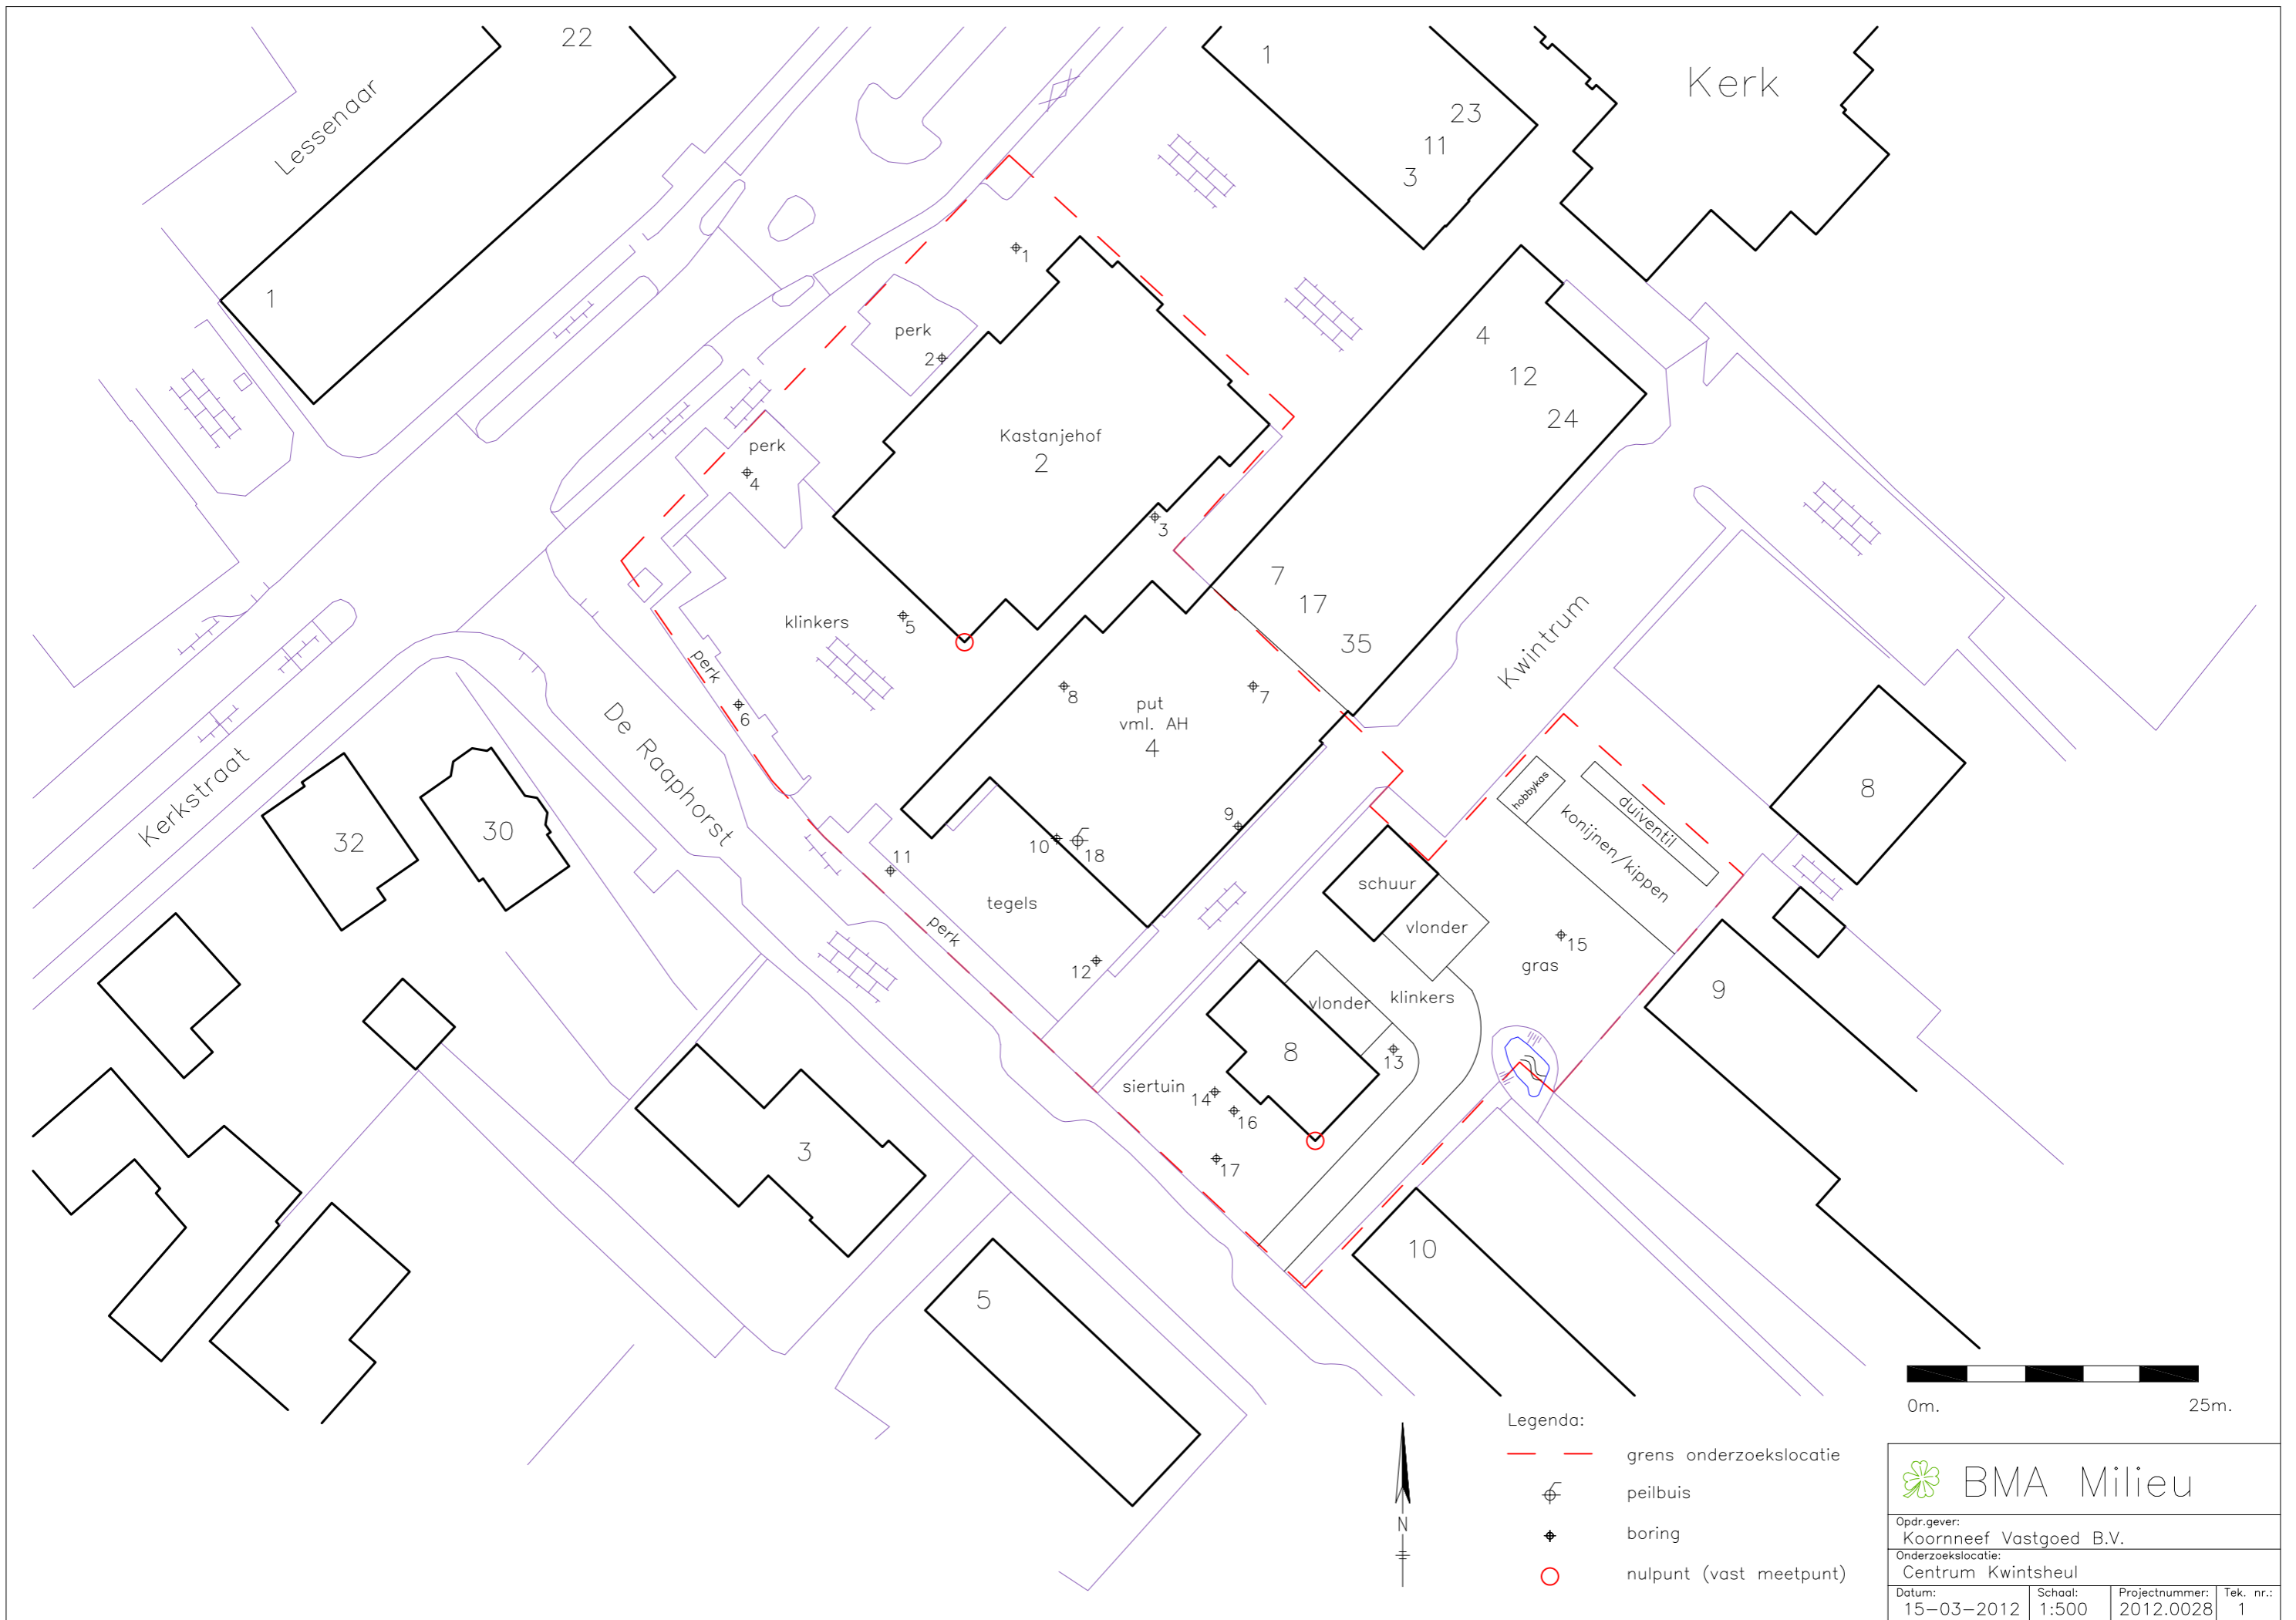 22
1
Kerk
Lessenaar
23
11
3
1
1
perk
2
4
12
24
Kastanjehof
2
perk
4
3
7
17
35
klinkers
5
Kwintrum
perk
6
8
7
put
vml. AH
4
De Raaphorst
Kerkstraat
32
30
hobbykas
duiventil
konijnen/kippen
8
9
10
18
11
tegels
perk
12
schuur
vlonder
15
gras
9
vlonder
klinkers
8
13
siertuin
14
16
17
3
10
5
0m.
25m.
Legenda:
grens onderzoekslocatie
peilbuis
boring
nulpunt (vast meetpunt)
N
BMA Milieu
Opdr.gever:
Koornneef Vastgoed B.V.
Onderzoekslocatie:
Centrum Kwintsheul
Datum: Schaal: Projectnummer: Tek. nr.:
15-03-2012 1:500 2012.0028 1